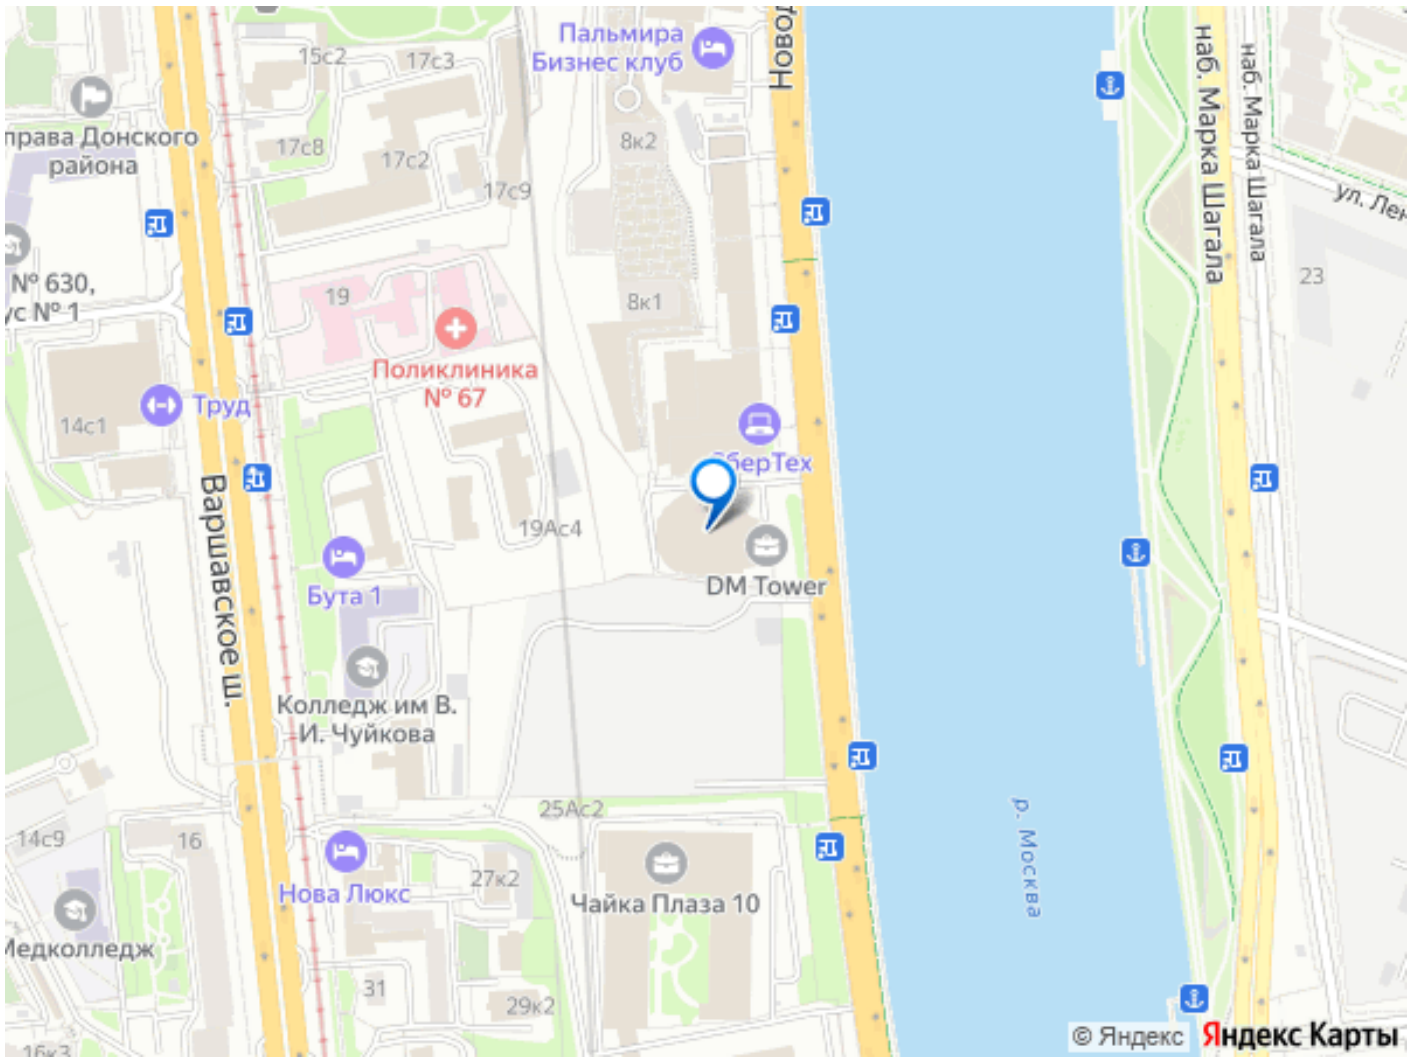 Пальмира
Бизнес клуб
15с2
17с3
права Донского
района
17с8
17с2
17с9
8к2
наб. Марка Шагала
наб. Марка Шагала
ул. Лен
№ 630,
ус № 1
19
8к1
23
Поликлиника
№ 67
Труд
14с1
берТех
Варшавское ш.
19Ас4
Бута 1
DM Tower
Колледж им В.
И. Чуйкова
25Ас2
р. Москва
14с9
16
27к2
Нова Люкс
Чайка Плаза 10
Медколледж
31
29к2
16к3
Новод
© Яндекс
Яндекс Карты